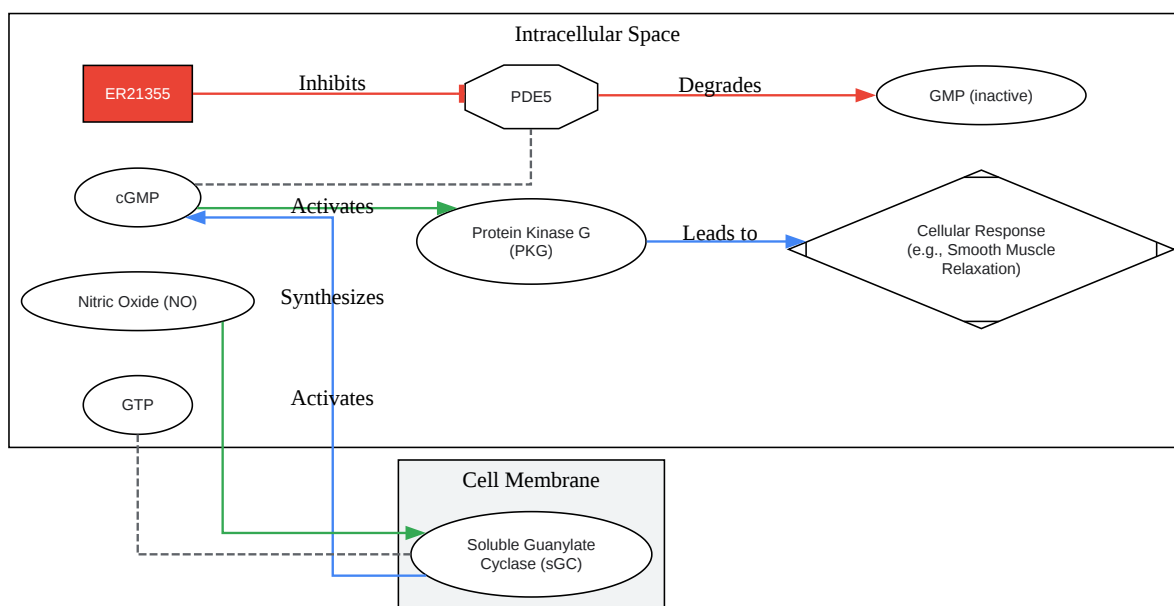 Intracellular Space
ER21355
Inhibits
PDE5
Degrades
GMP (inactive)
cGMP
Activates
Protein Kinase G
(PKG)
Leads to
Cellular Response
(e.g., Smooth Muscle
Relaxation)
Nitric Oxide (NO)
Synthesizes
GTP
Activates
Cell Membrane
Soluble Guanylate
Cyclase (sGC)